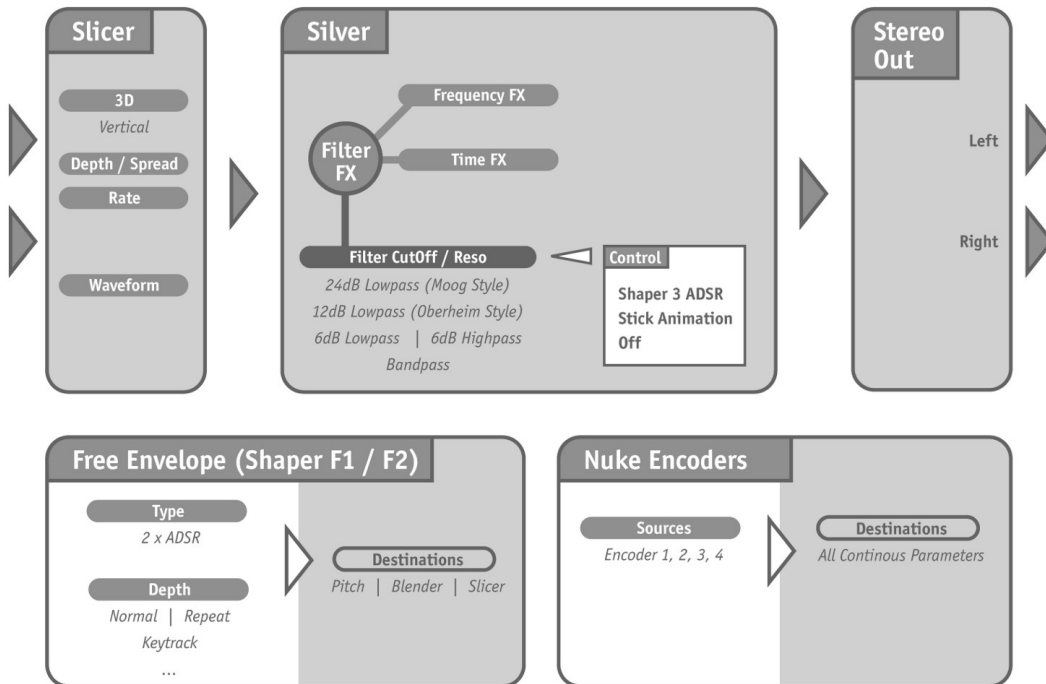 Slicer
3D
Vertical
Depth / Spread
Rate
Waveform
Silver
Frequency FX
Filter
FX
Time FX
Filter CutOff / Reso
24dB Lowpass (Moog Style)
12dB Lowpass (Oberheim Style)
6dB Lowpass | 6dB Highpass
Bandpass
Control
Shaper 3 ADSR
Stick Animation
Off
Stereo
Out
Left
Right
Free Envelope (Shaper F1 / F2)
Type
2 x ADSR
Depth
Normal | Repeat
Keytrack
...
Destinations
Pitch | Blender | Slicer
Nuke Encoders
Sources
Encoder 1, 2, 3, 4
Destinations
All Continous Parameters